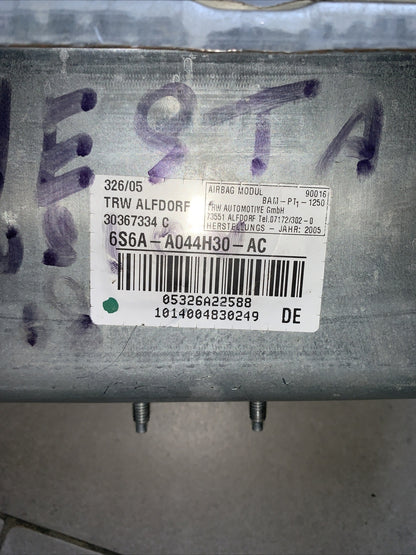 IESTA
326/05
TRW ALFDORF
30367334 C
AIRBAG MODUL 90016
BAM-PT1-1250
TRW AUTOMOTIVE GmbH
73551 ALFDORF Tel.07172/302-0
HERSTELLUNGS - JAHR: 2005
6S6A-A044H30-AC
05326A22588
1014004830249 DE